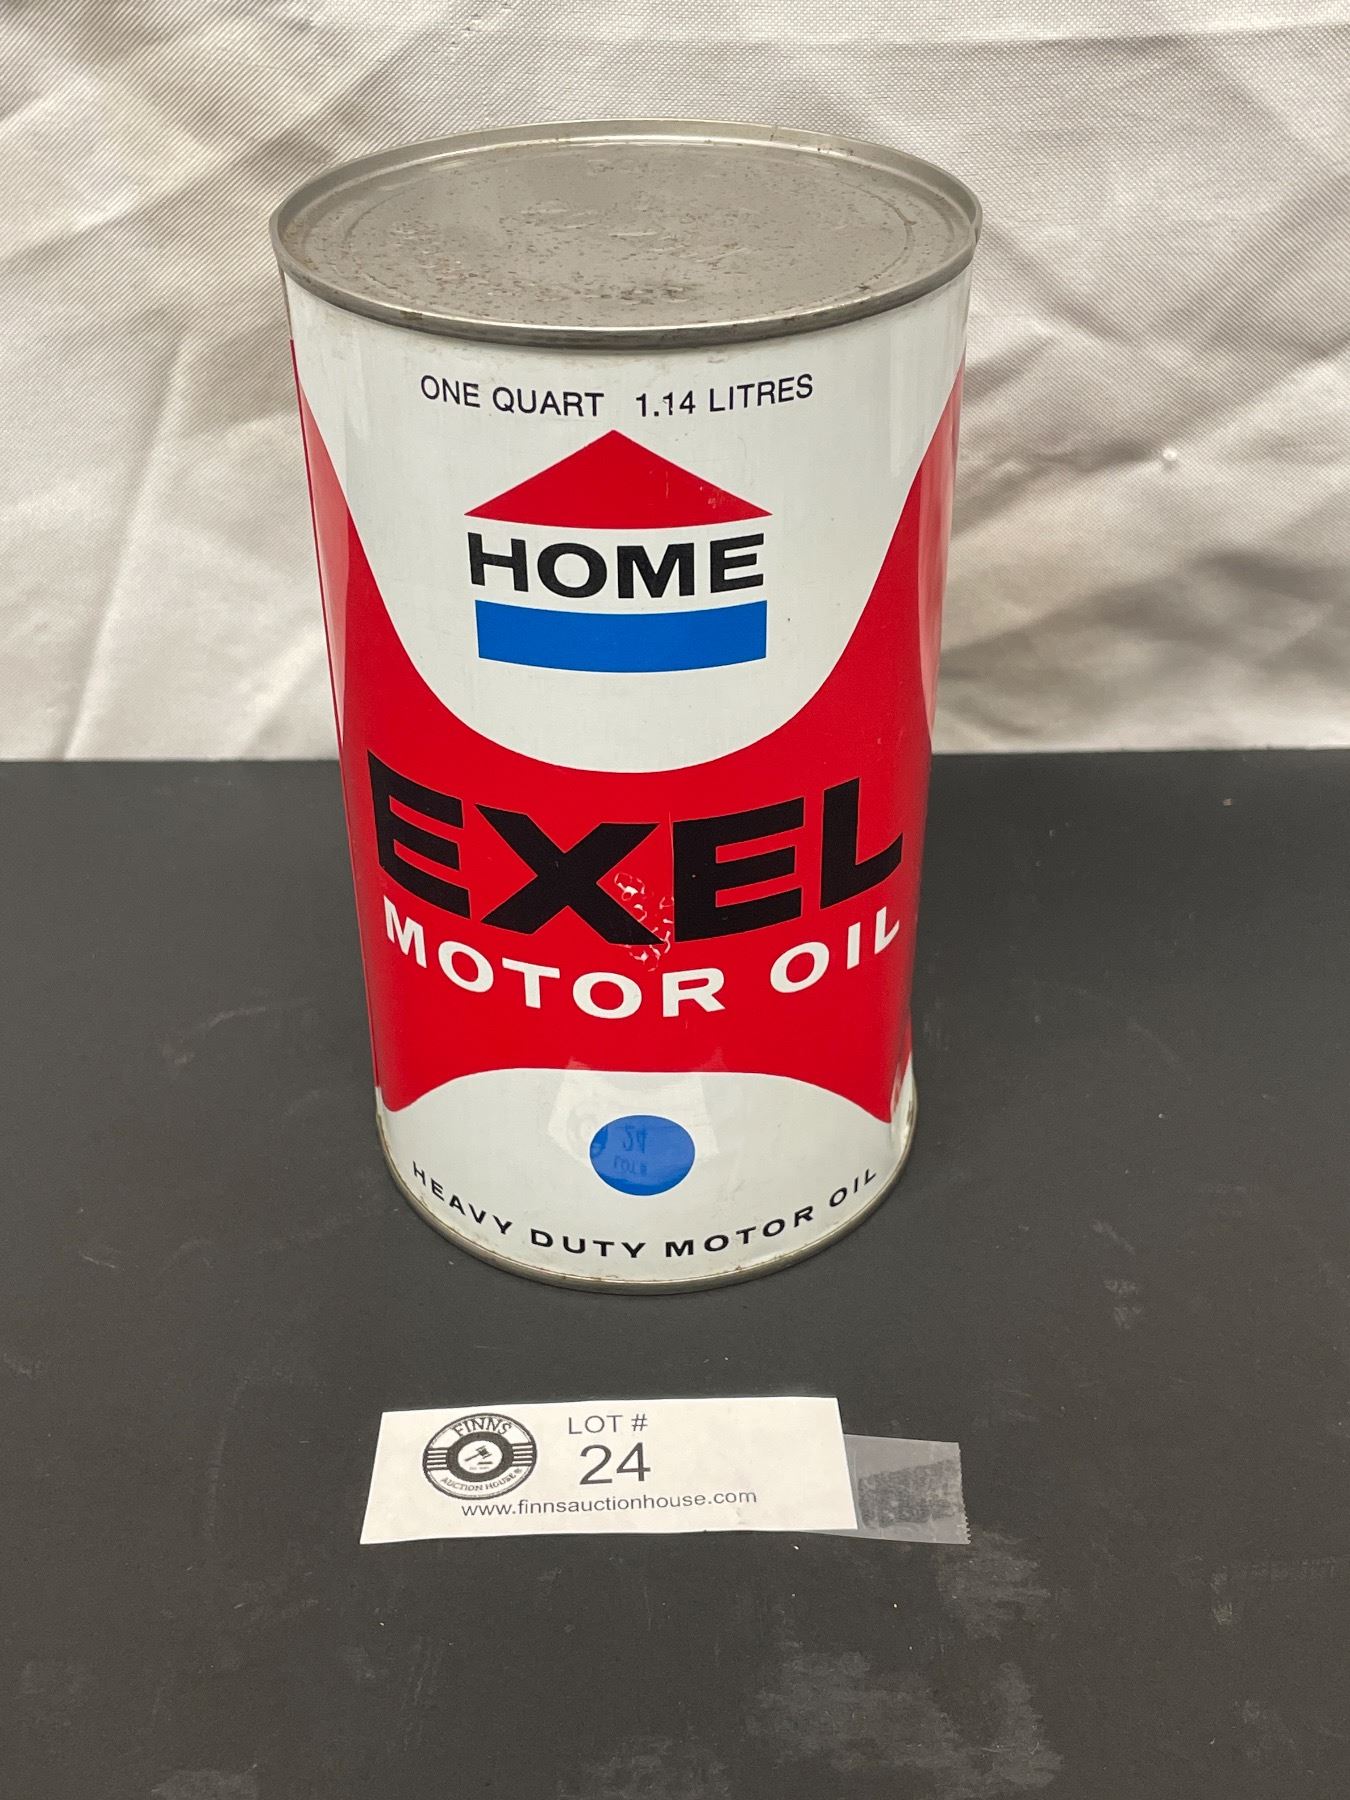 ONE QUART 1.14 LITRES
HOME
EXEL
MOTOR OIL
HEAVY DUTY MOTOR OIL
FINNS
AUCTION HOUSE
LOT #
24
www.finnsauctionhouse.com